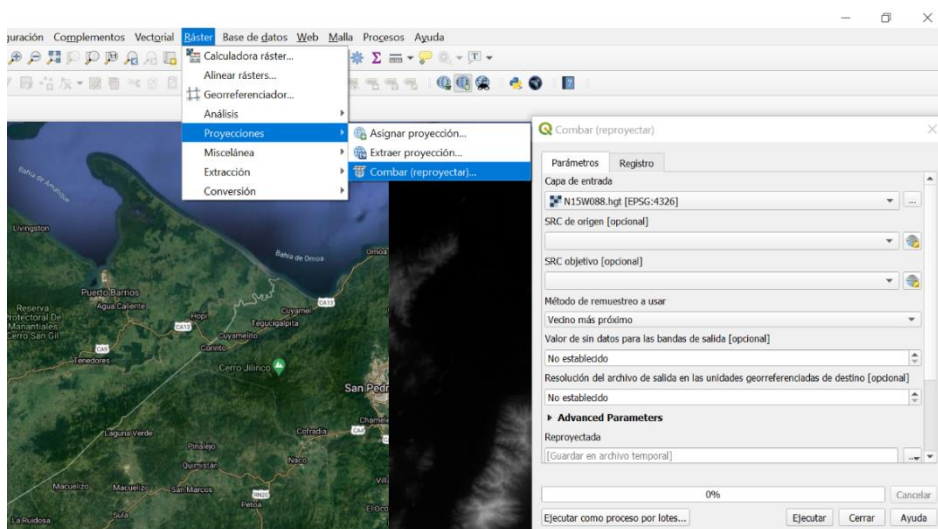 guración Complementos Vectorial Ráster Base de datos Web Malla Procesos Ayuda
Calculadora ráster...
Alinear rásters...
Georreferenciador...
Análisis
Proyecciones
Miscelánea
Extracción
Conversión
Asignar proyección...
Extraer proyección...
Combar (reproyectar)...
Bahía de Amatique
Livingston
Bahía de Omoa
Omoa
Puerto Barrios
Agua Caliente
Reserva
Protectoral De
Manantiales
Cerro San Gil
CA13
Hopi
Cuyamel
CA13
Tegucigalpita
Cuyamelito
Corinto
CA9
Tenedores
Cerro Jilinco
San Pedr
Laguna Verde
Cofradia
CA4
Pinalejo
Quimistán
Naco
Macuelizo
Macuelizo
San Marcos
RN20
Petoa
Sula
La Ruidosa
Combar (reproyectar)
Parámetros Registro
Capa de entrada
N15W088.hgt [EPSG:4326]
SRC de origen [opcional]
SRC objetivo [opcional]
Método de remuestreo a usar
Vecino más próximo
Valor de sin datos para las bandas de salida [opcional]
No establecido
Resolución del archivo de salida en las unidades georreferenciadas de destino [opcional]
No establecido
Advanced Parameters
Reproyectada
[Guardar en archivo temporal]
0%
Cancelar
Ejecutar como proceso por lotes...
Ejecutar Cerrar Ayuda